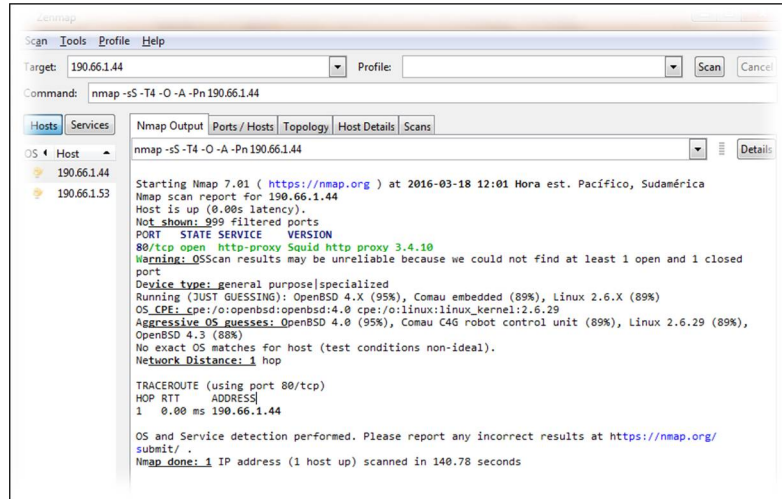 Zenmap
Scan Tools Profile Help
Target: 190.66.1.44 Profile: Scan Cancel
Command: nmap -sS -T4 -O -A -Pn 190.66.1.44
Hosts Services Nmap Output Ports / Hosts Topology Host Details Scans
OS Host nmap -sS -T4 -O -A -Pn 190.66.1.44 Details
190.66.1.44
190.66.1.53
Starting Nmap 7.01 ( https://nmap.org ) at 2016-03-18 12:01 Hora est. Pacífico, Sudamérica
Nmap scan report for 190.66.1.44
Host is up (0.00s latency).
Not shown: 999 filtered ports
PORT STATE SERVICE VERSION
80/tcp open http-proxy Squid http proxy 3.4.10
Warning: OSScan results may be unreliable because we could not find at least 1 open and 1 closed
port
Device type: general purpose|specialized
Running (JUST GUESSING): OpenBSD 4.X (95%), Comau embedded (89%), Linux 2.6.X (89%)
OS CPE: cpe:/o:openbsd:openbsd:4.0 cpe:/o:linux:linux_kernel:2.6.29
Aggressive OS guesses: OpenBSD 4.0 (95%), Comau C4G robot control unit (89%), Linux 2.6.29 (89%),
OpenBSD 4.3 (88%)
No exact OS matches for host (test conditions non-ideal).
Network Distance: 1 hop
TRACEROUTE (using port 80/tcp)
HOP RTT ADDRESS
1 0.00 ms 190.66.1.44
OS and Service detection performed. Please report any incorrect results at https://nmap.org/
submit/ .
Nmap done: 1 IP address (1 host up) scanned in 140.78 seconds